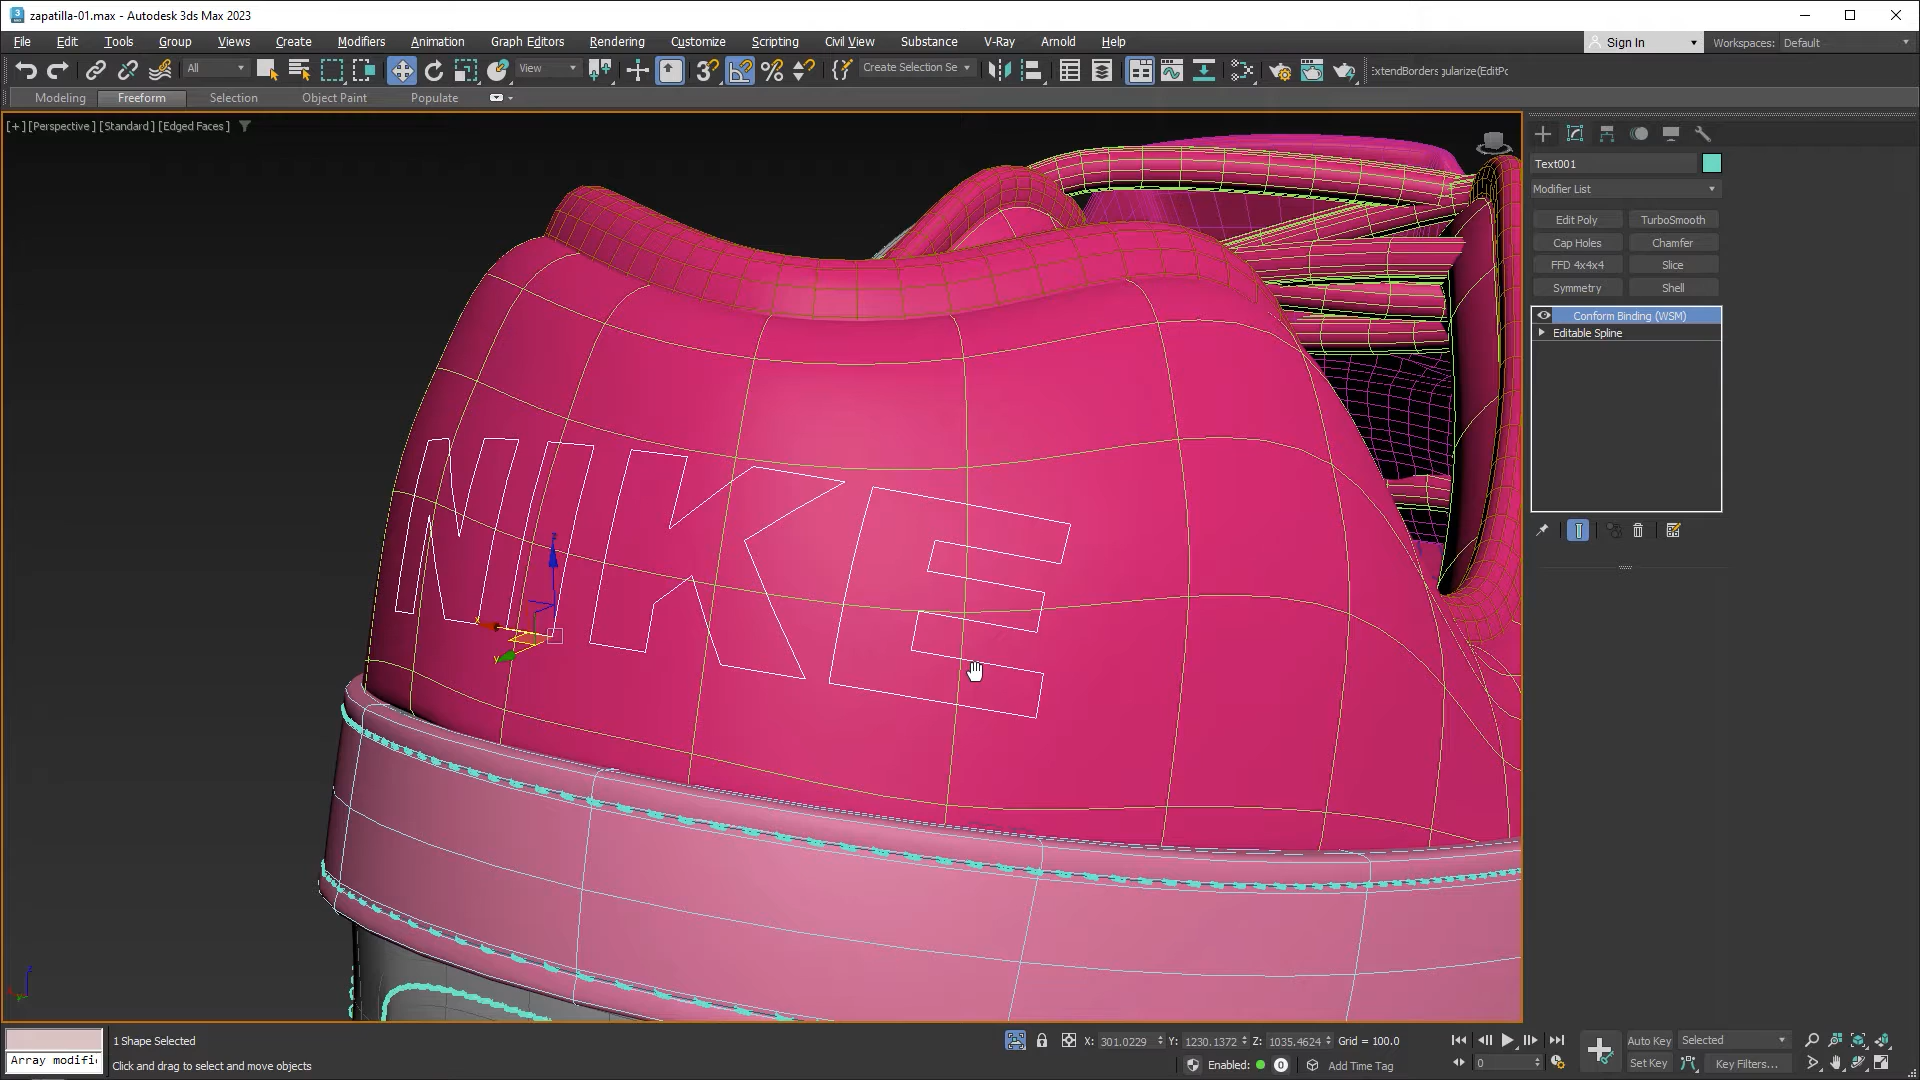 zapatilla-01.max - Autodesk 3ds Max 2023
File Edit Tools Group Views Create Modifiers Animation Graph Editors Rendering Customize Scripting Civil View Substance V-Ray Arnold Help
Sign In Workspaces: Default
All View Create Selection Se
Modeling Freeform Selection Object Paint Populate
[+] [Perspective] [Standard] [Edged Faces]
Text001
Modifier List
Edit Poly TurboSmooth
Cap Holes Chamfer
FFD 4x4x4 Slice
Symmetry Shell
Conform Binding (WSM)
Editable Spline
NIKE
1 Shape Selected
X: 301.0229 Y: 1230.1372 Z: 1035.4624 Grid = 100.0
Auto Key Selected
Array modifi
Click and drag to select and move objects
Enabled: 0 Add Time Tag
0
Set Key Key Filters...